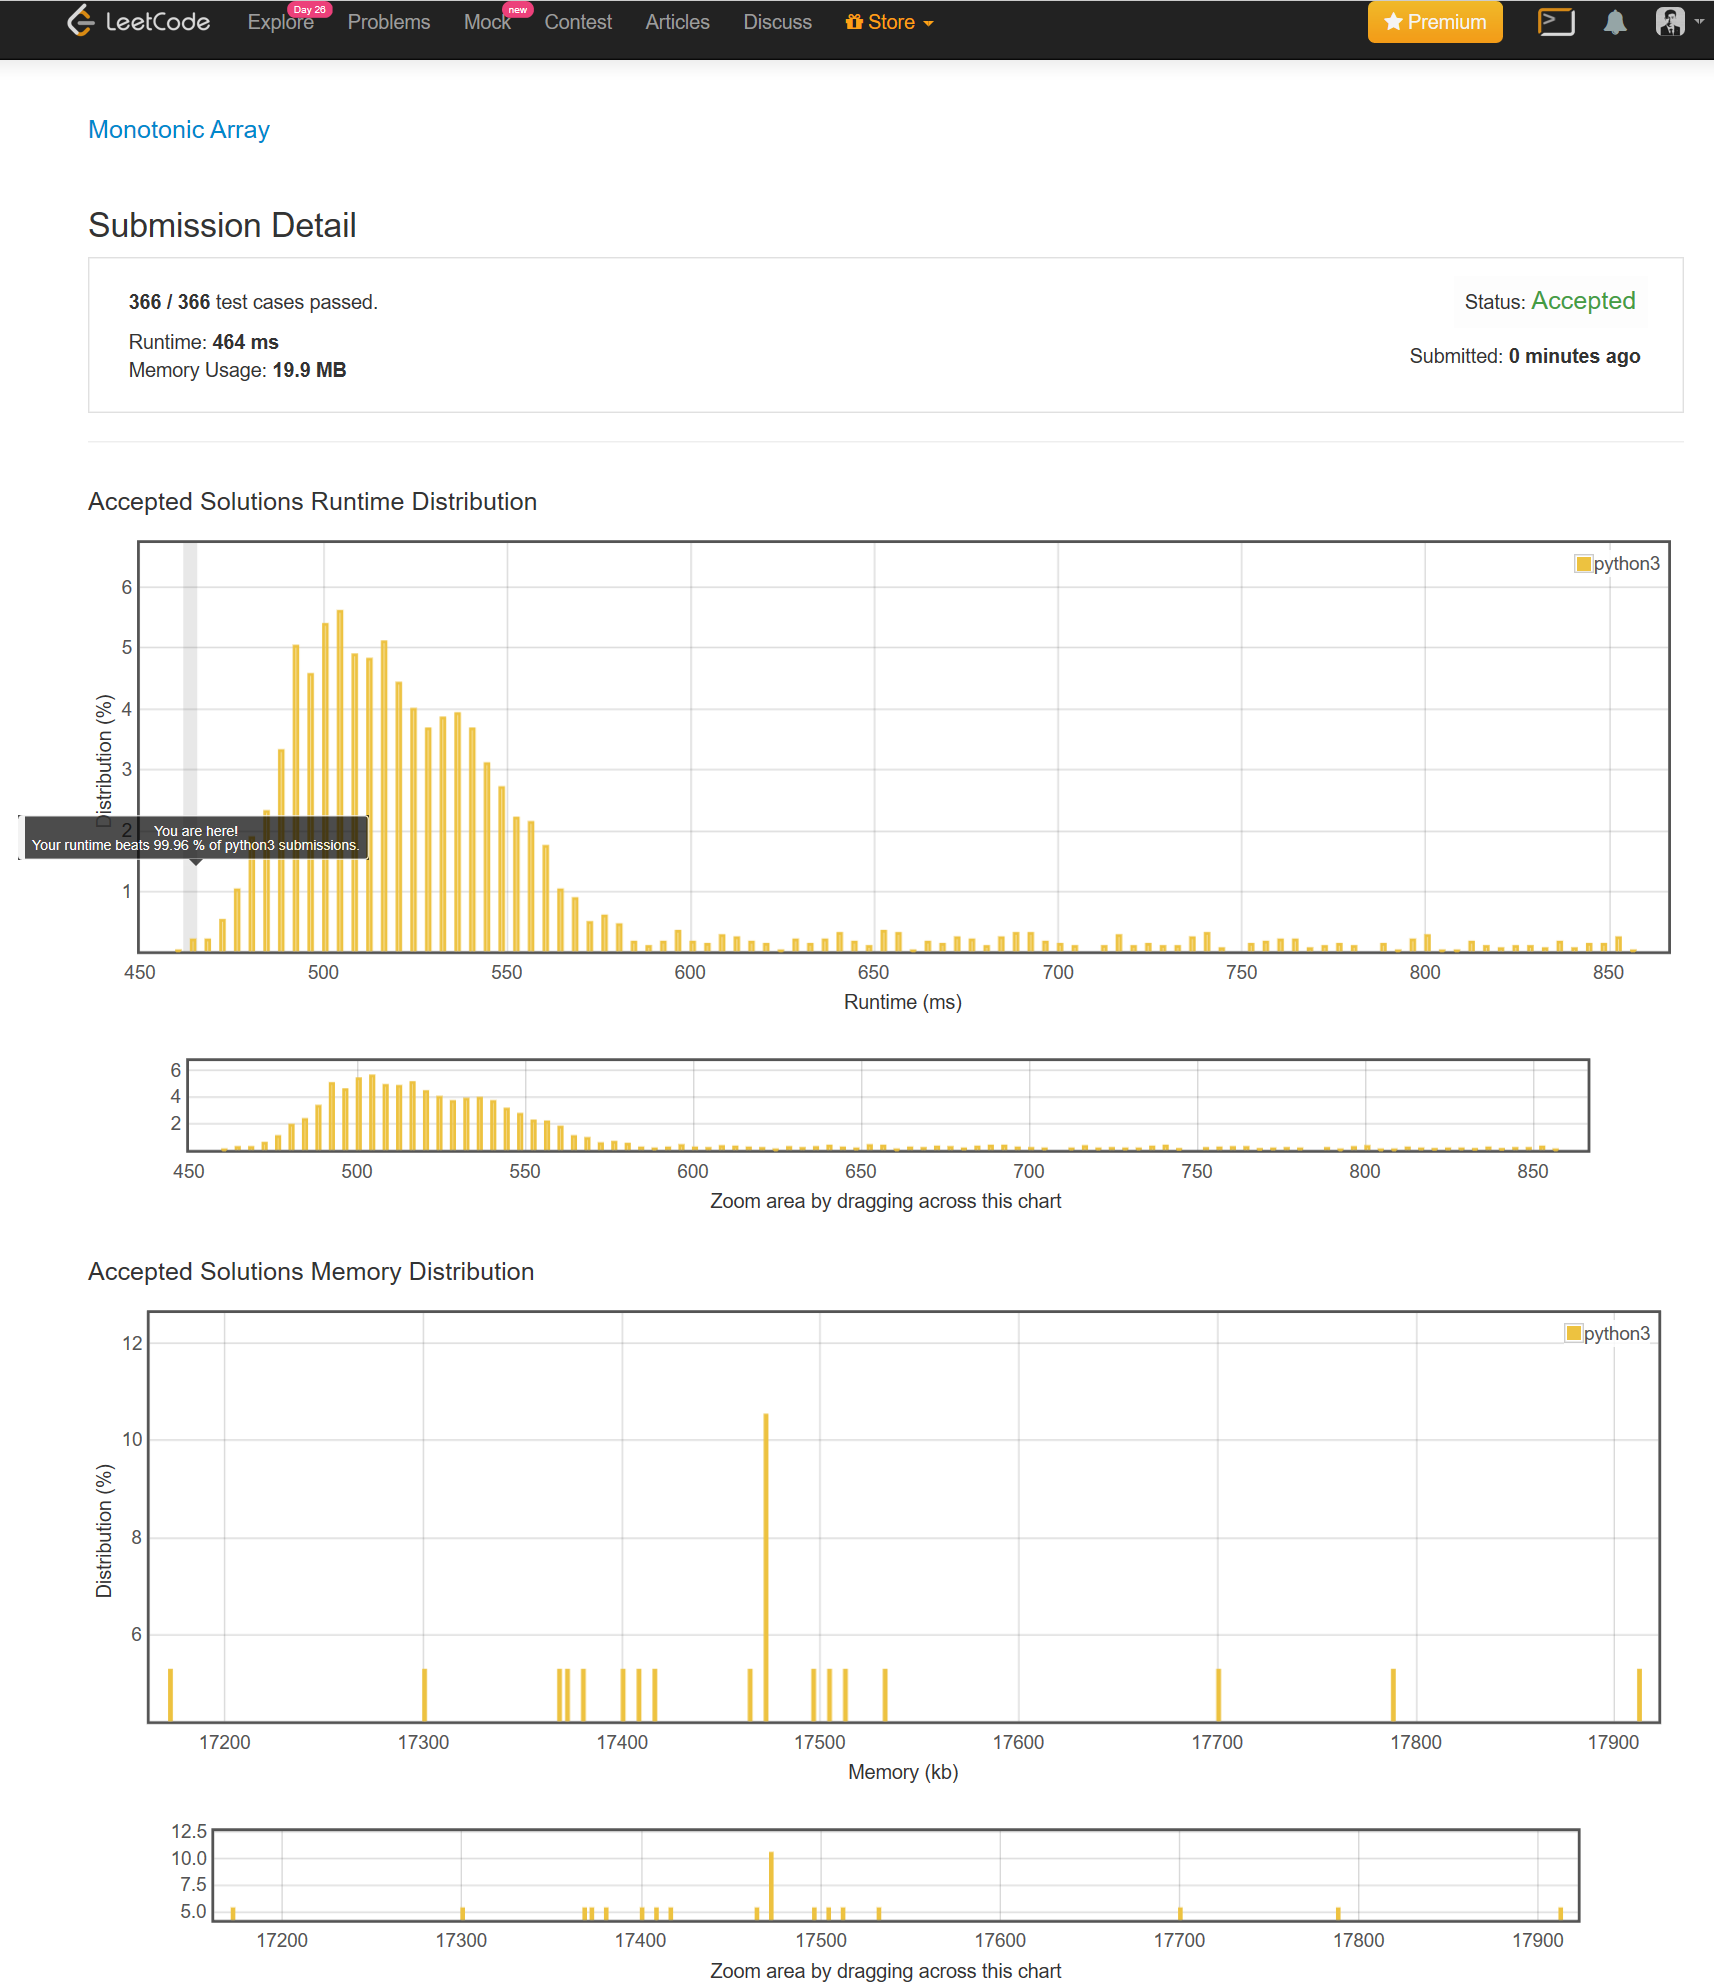 LeetCode Explore Day 26 Problems Mock new Contest Articles Discuss Store Premium
Monotonic Array
Submission Detail
366 / 366 test cases passed.
Status: Accepted
Runtime: 464 ms
Submitted: 0 minutes ago
Memory Usage: 19.9 MB
Accepted Solutions Runtime Distribution
python3
6
5
4
3
2
1
Distribution (%)
You are here!
Your runtime beats 99.96 % of python3 submissions.
450 500 550 600 650 700 750 800 850
Runtime (ms)
6
4
2
450 500 550 600 650 700 750 800 850
Zoom area by dragging across this chart
Accepted Solutions Memory Distribution
python3
12
10
8
6
Distribution (%)
17200 17300 17400 17500 17600 17700 17800 17900
Memory (kb)
12.5
10.0
7.5
5.0
17200 17300 17400 17500 17600 17700 17800 17900
Zoom area by dragging across this chart